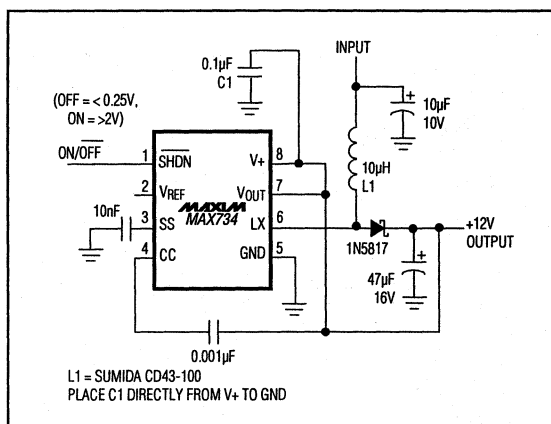 INPUT
0.1µF
C1
(OFF = < 0.25V,
ON = >2V)
ON/OFF
10µF
10V
+
10µH
L1
1 SHDN
V+ 8
2 VREF
VOUT 7
MAXIM
MAX734
10nF
3 SS
LX 6
4 CC
GND 5
1N5817
+12V
OUTPUT
+
47µF
16V
0.001µF
L1 = SUMIDA CD43-100
PLACE C1 DIRECTLY FROM V+ TO GND